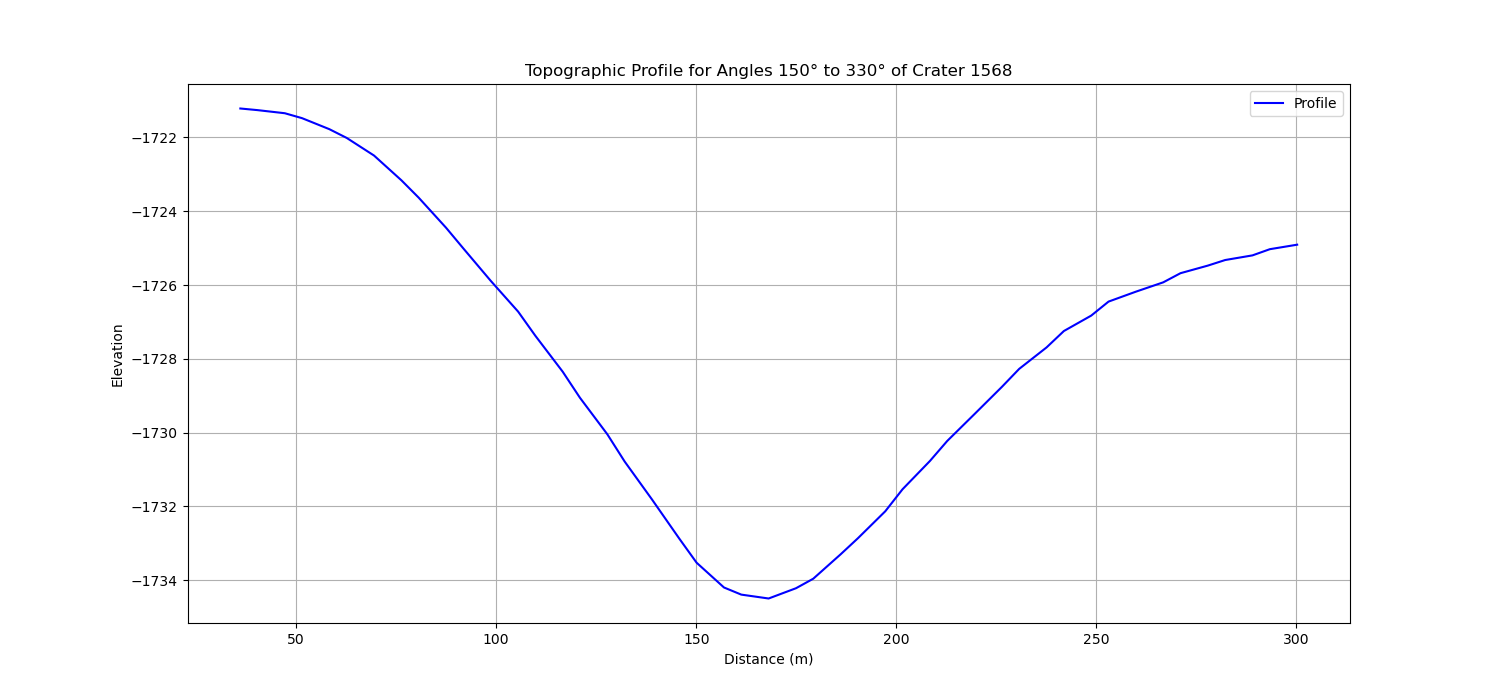 Topographic Profile for Angles 150° to 330° of Crater 1568
Profile
−1722
−1724
−1726
−1728
−1730
−1732
−1734
Elevation
50 100 150 200 250 300
Distance (m)